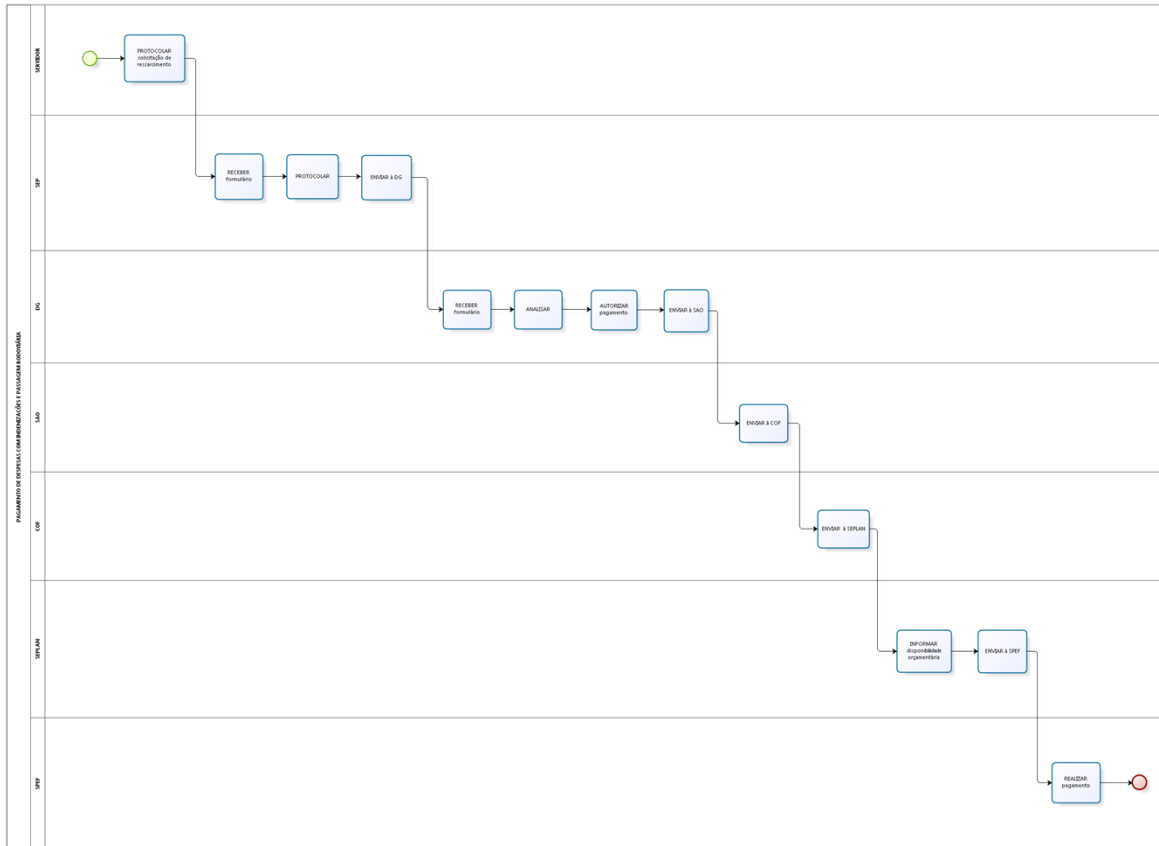 PAGAMENTO DE DESPESAS COM INDENIZAÇÕES E PASSAGEM RODOVIÁRIA
SERVIDOR
PROTOCOLAR
solicitação de
ressarcimento
SEP
RECEBER
formulário
PROTOCOLAR
ENVIAR à DG
DG
RECEBER
formulário
ANALISAR
AUTORIZAR
pagamento
ENVIAR à SAO
SAO
ENVIAR à COF
COF
ENVIAR à SEPLAN
SEPLAN
INFORMAR
disponibilidade
orçamentária
ENVIAR à SPEF
SPEF
REALIZAR
pagamento